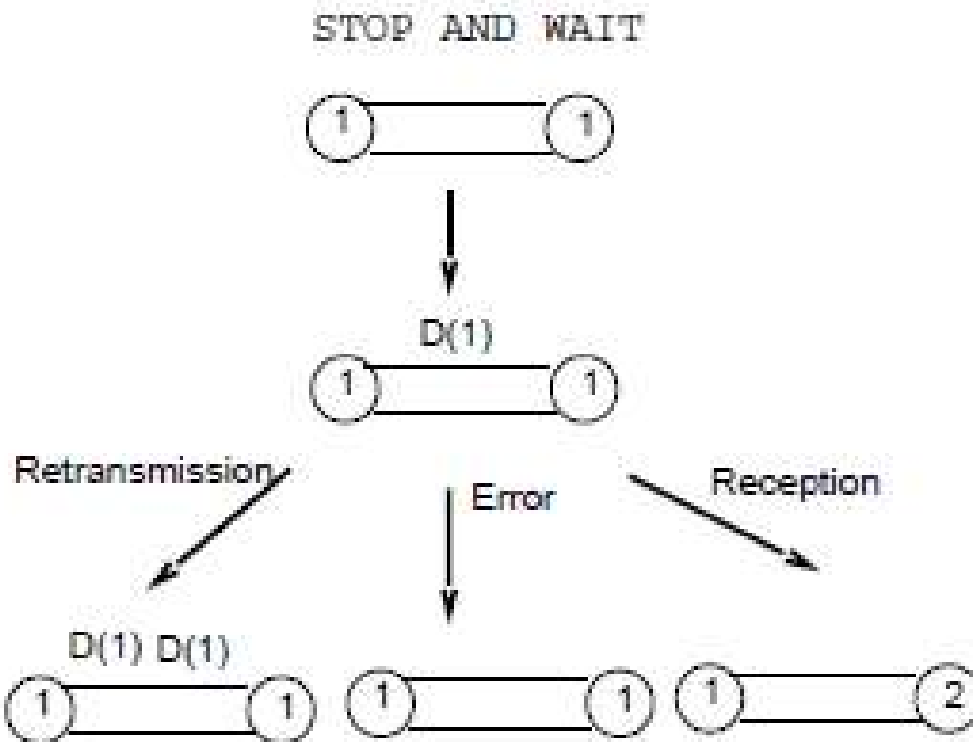 STOP AND WAIT
1 1
D(1)
1 1
Retransmission
Error
Reception
D(1) D(1)
1 1 1 1 1 2